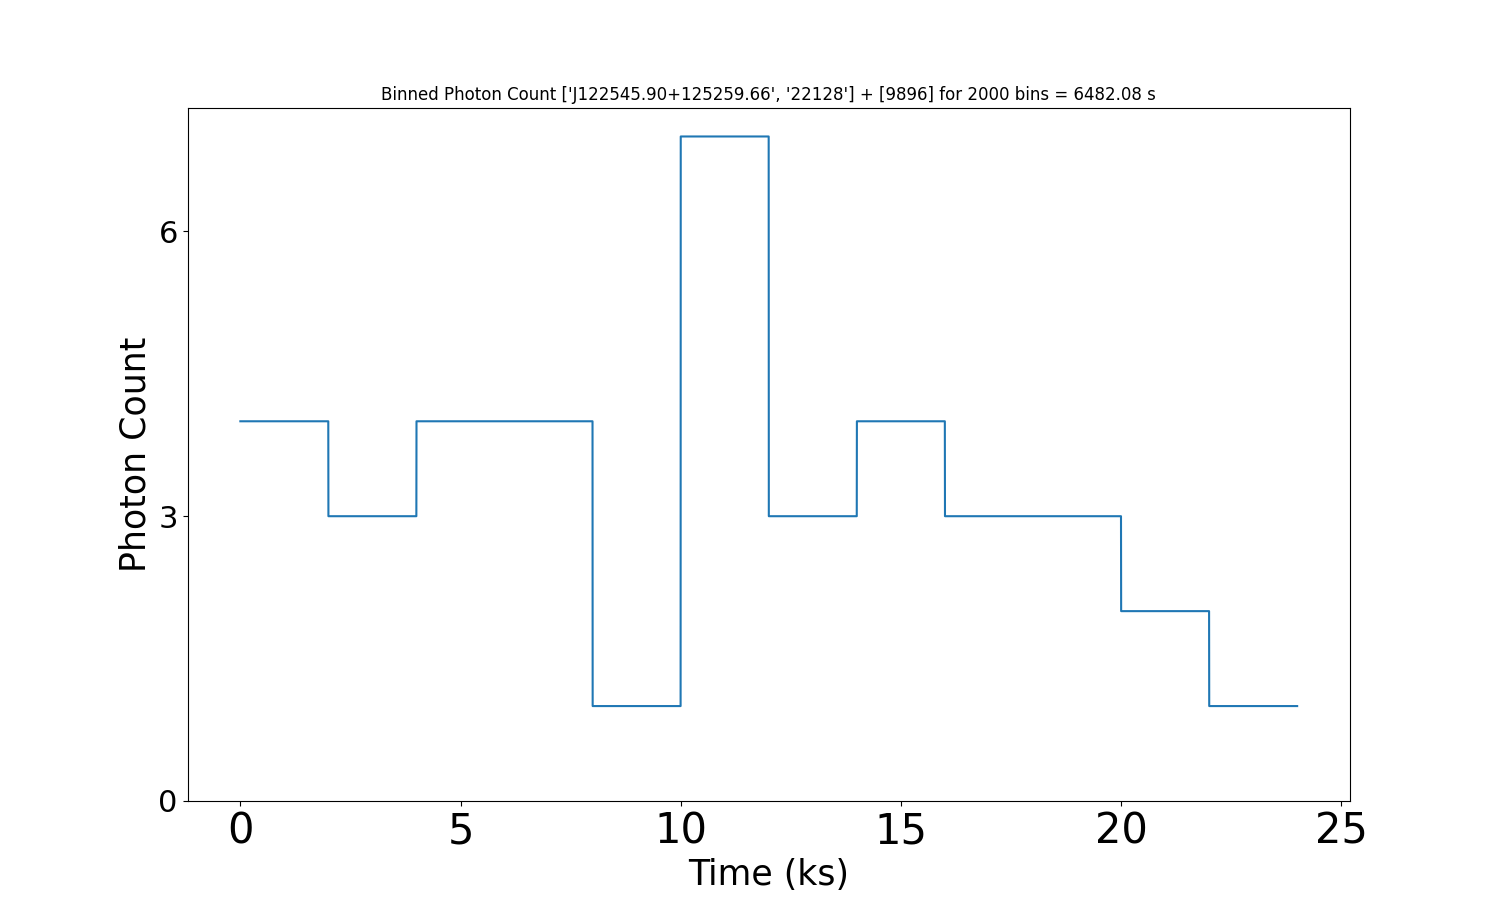 Binned Photon Count ['J122545.90+125259.66', '22128'] + [9896] for 2000 bins = 6482.08 s
6
3
0
Photon Count
0 5 10 15 20 25
Time (ks)